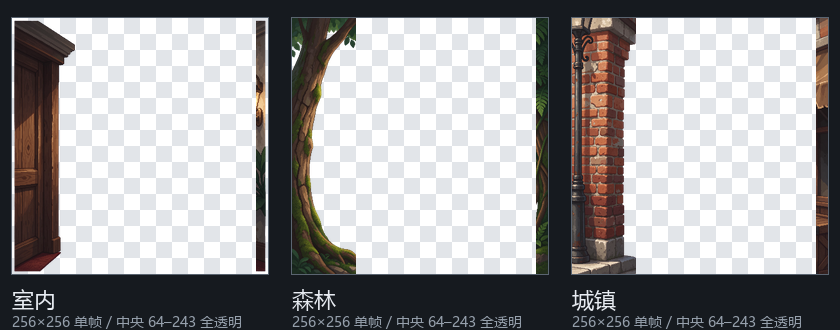 室内
256×256 单帧 / 中央 64–243 全透明
森林
256×256 单帧 / 中央 64–243 全透明
城镇
256×256 单帧 / 中央 64–243 全透明